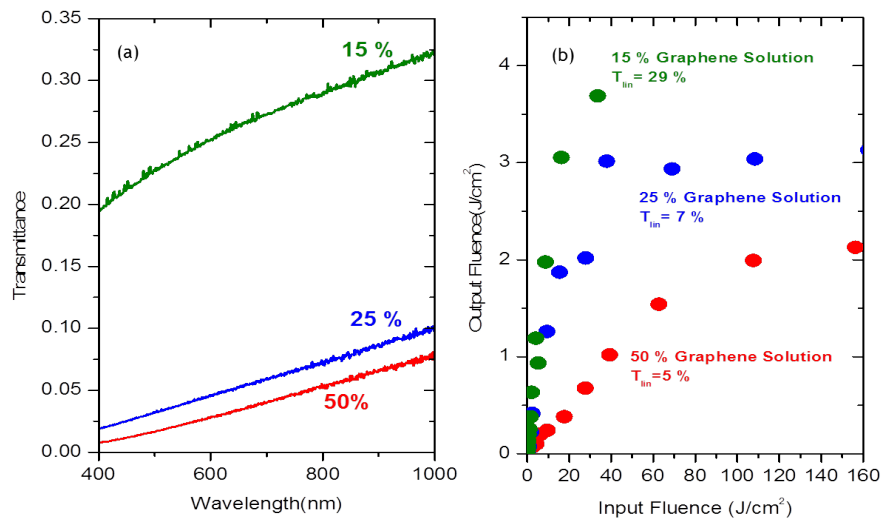 (a)
15 %
25 %
50%
0.35
0.30
0.25
0.20
0.15
0.10
0.05
0.00
Transmittance
400
600
800
1000
Wavelength(nm)
(b)
15 % Graphene Solution
T_lin= 29 %
25 % Graphene Solution
T_lin= 7 %
50 % Graphene Solution
T_lin=5 %
4
3
2
1
0
Output Fluence(J/cm²)
0
20
40
60
80
100
120
140
160
Input Fluence (J/cm²)